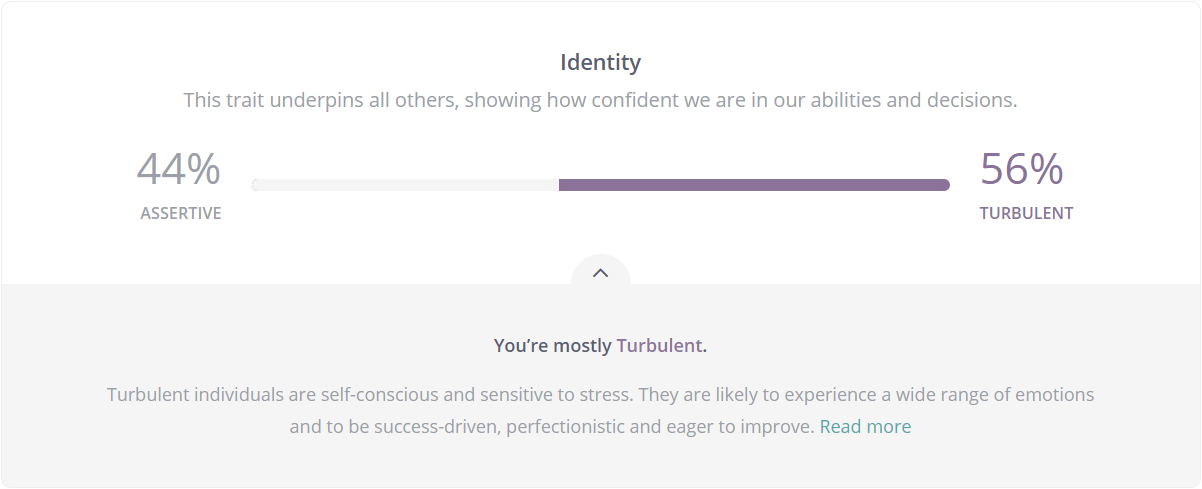 Identity
This trait underpins all others, showing how confident we are in our abilities and decisions.
44%
56%
ASSERTIVE
TURBULENT
You’re mostly Turbulent.
Turbulent individuals are self-conscious and sensitive to stress. They are likely to experience a wide range of emotions
and to be success-driven, perfectionistic and eager to improve. Read more